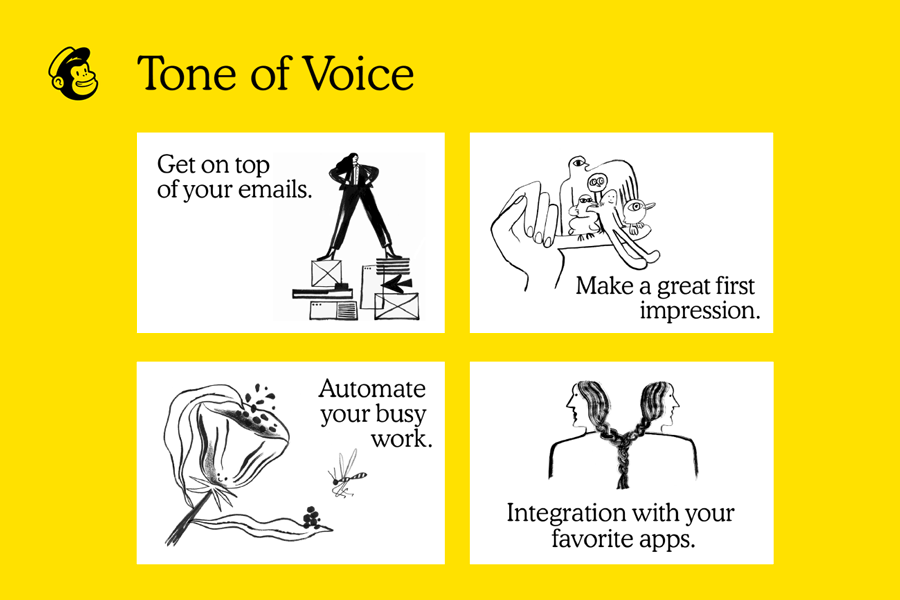 Tone of Voice
Get on top
of your emails.
Make a great first
impression.
Automate
your busy
work.
Integration with your
favorite apps.